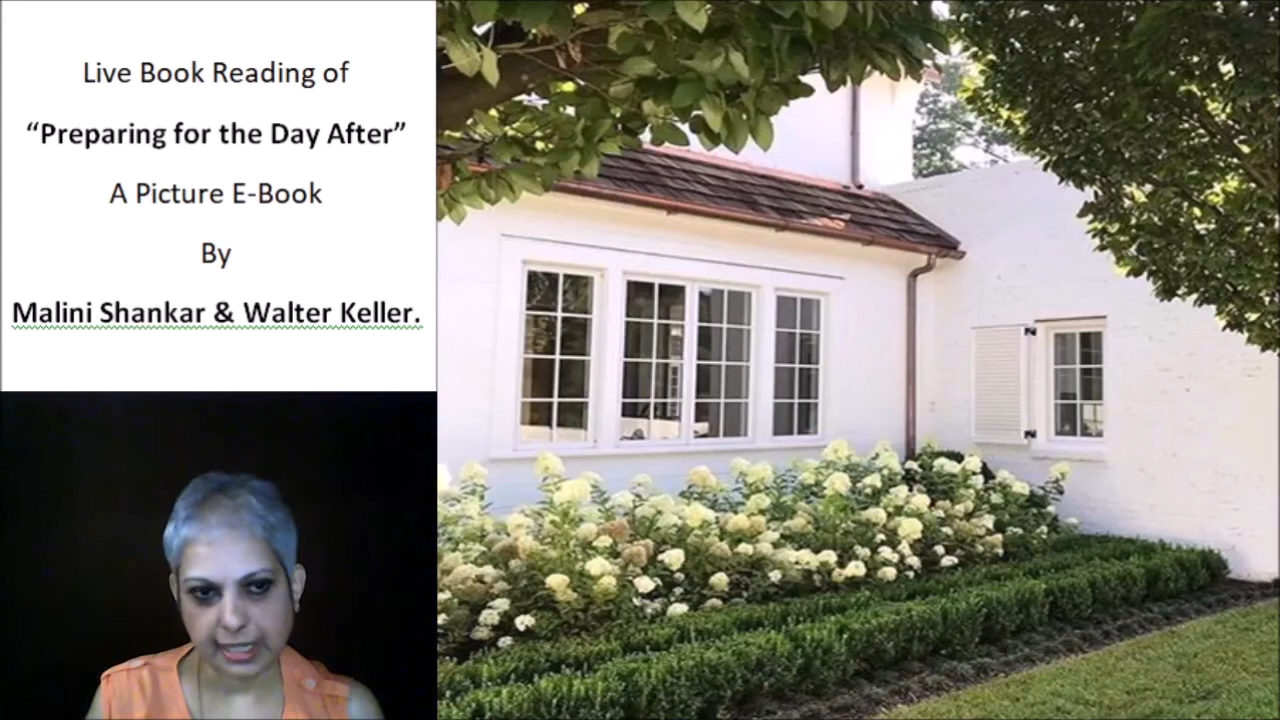 Live Book Reading of
“Preparing for the Day After”
A Picture E-Book
By
Malini Shankar & Walter Keller.